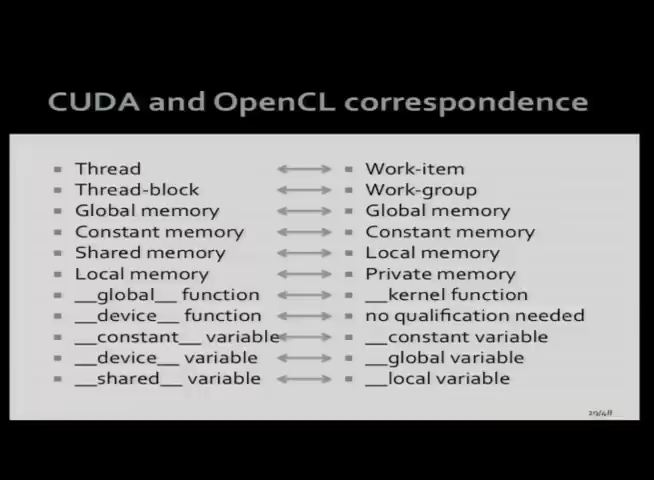 CUDA and OpenCL correspondence
Thread Work-item
Thread-block Work-group
Global memory Global memory
Constant memory Constant memory
Shared memory Local memory
Local memory Private memory
__global__ function __kernel function
__device__ function no qualification needed
__constant__ variable __constant variable
__device__ variable __global variable
__shared__ variable __local variable